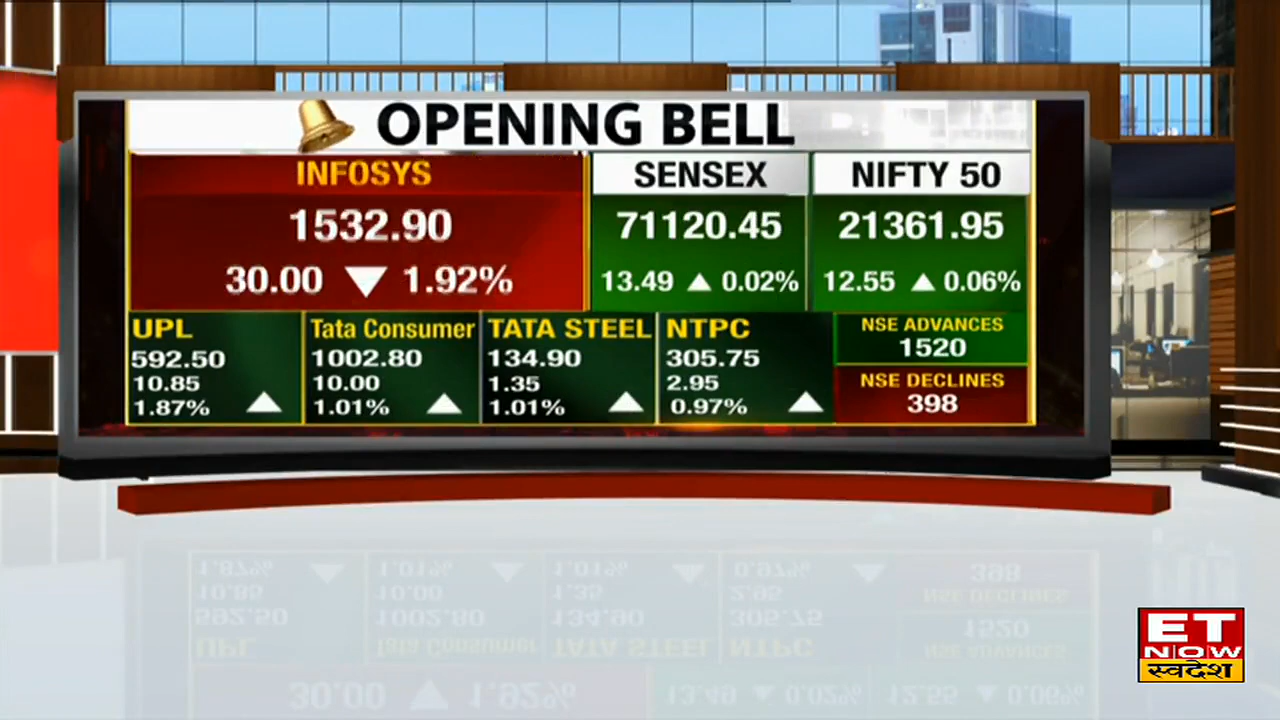 OPENING BELL
INFOSYS
1532.90
30.00 ▼ 1.92%
SENSEX
71120.45
13.49 ▲ 0.02%
NIFTY 50
21361.95
12.55 ▲ 0.06%
UPL
592.50
10.85
1.87% ▲
Tata Consumer
1002.80
10.00
1.01% ▲
TATA STEEL
134.90
1.35
1.01% ▲
NTPC
305.75
2.95
0.97% ▲
NSE ADVANCES
1520
NSE DECLINES
398
ET
NOW
स्वदेश